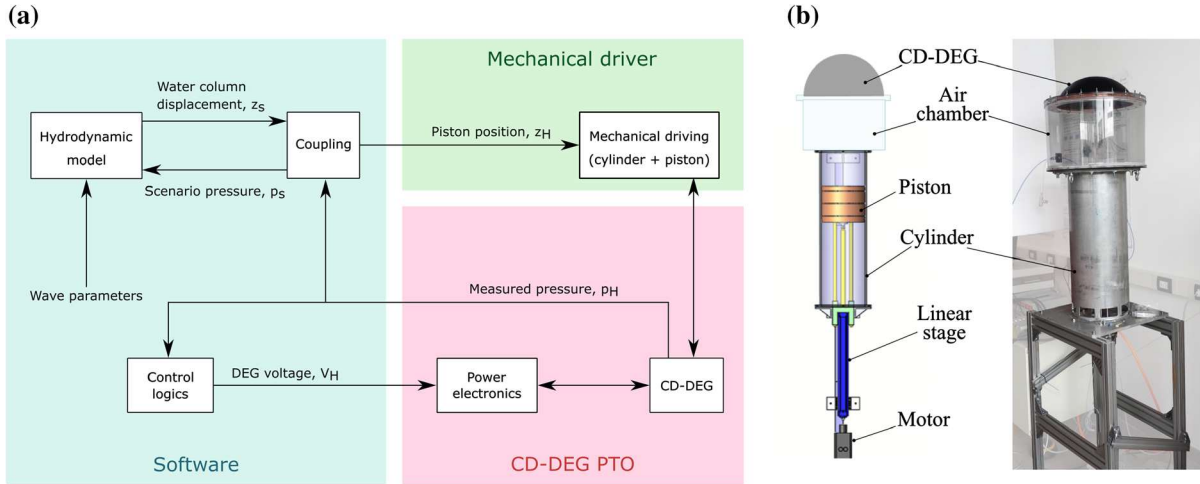 (a)
Mechanical driver
Water column
displacement, zs
Hydrodynamic
model
Coupling
Piston position, zH
Mechanical driving
(cylinder + piston)
Scenario pressure, ps
Wave parameters
Measured pressure, pH
Control
logics
DEG voltage, VH
Power
electronics
CD-DEG
Software
CD-DEG PTO
(b)
CD-DEG
Air
chamber
Piston
Cylinder
Linear
stage
Motor